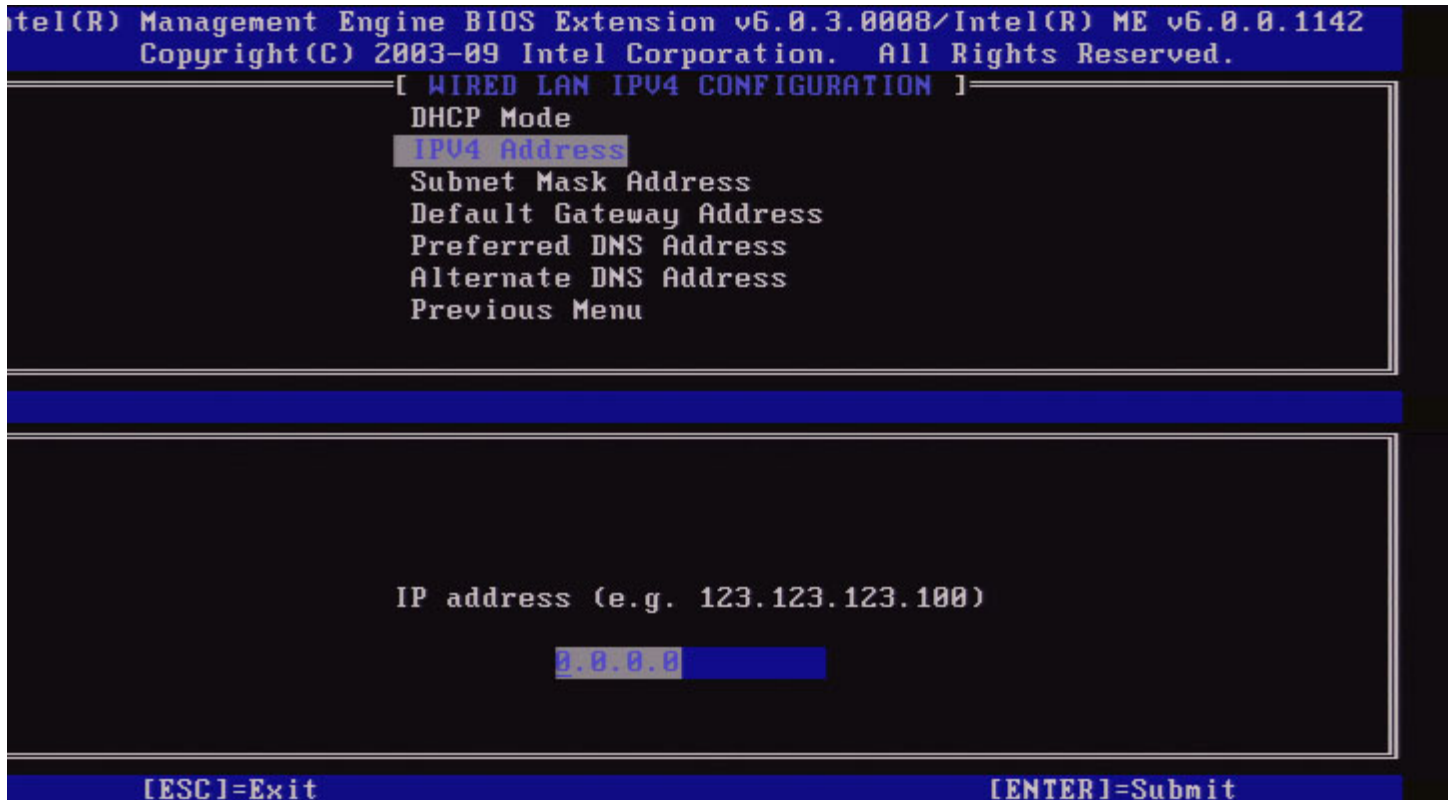 ntel(R) Management Engine BIOS Extension v6.0.3.0008/Intel(R) ME v6.0.0.1142
Copyright(C) 2003-09 Intel Corporation. All Rights Reserved.
[ WIRED LAN IPV4 CONFIGURATION ]
DHCP Mode
IPV4 Address
Subnet Mask Address
Default Gateway Address
Preferred DNS Address
Alternate DNS Address
Previous Menu
IP address (e.g. 123.123.123.100)
0.0.0.0
[ESC]=Exit [ENTER]=Submit